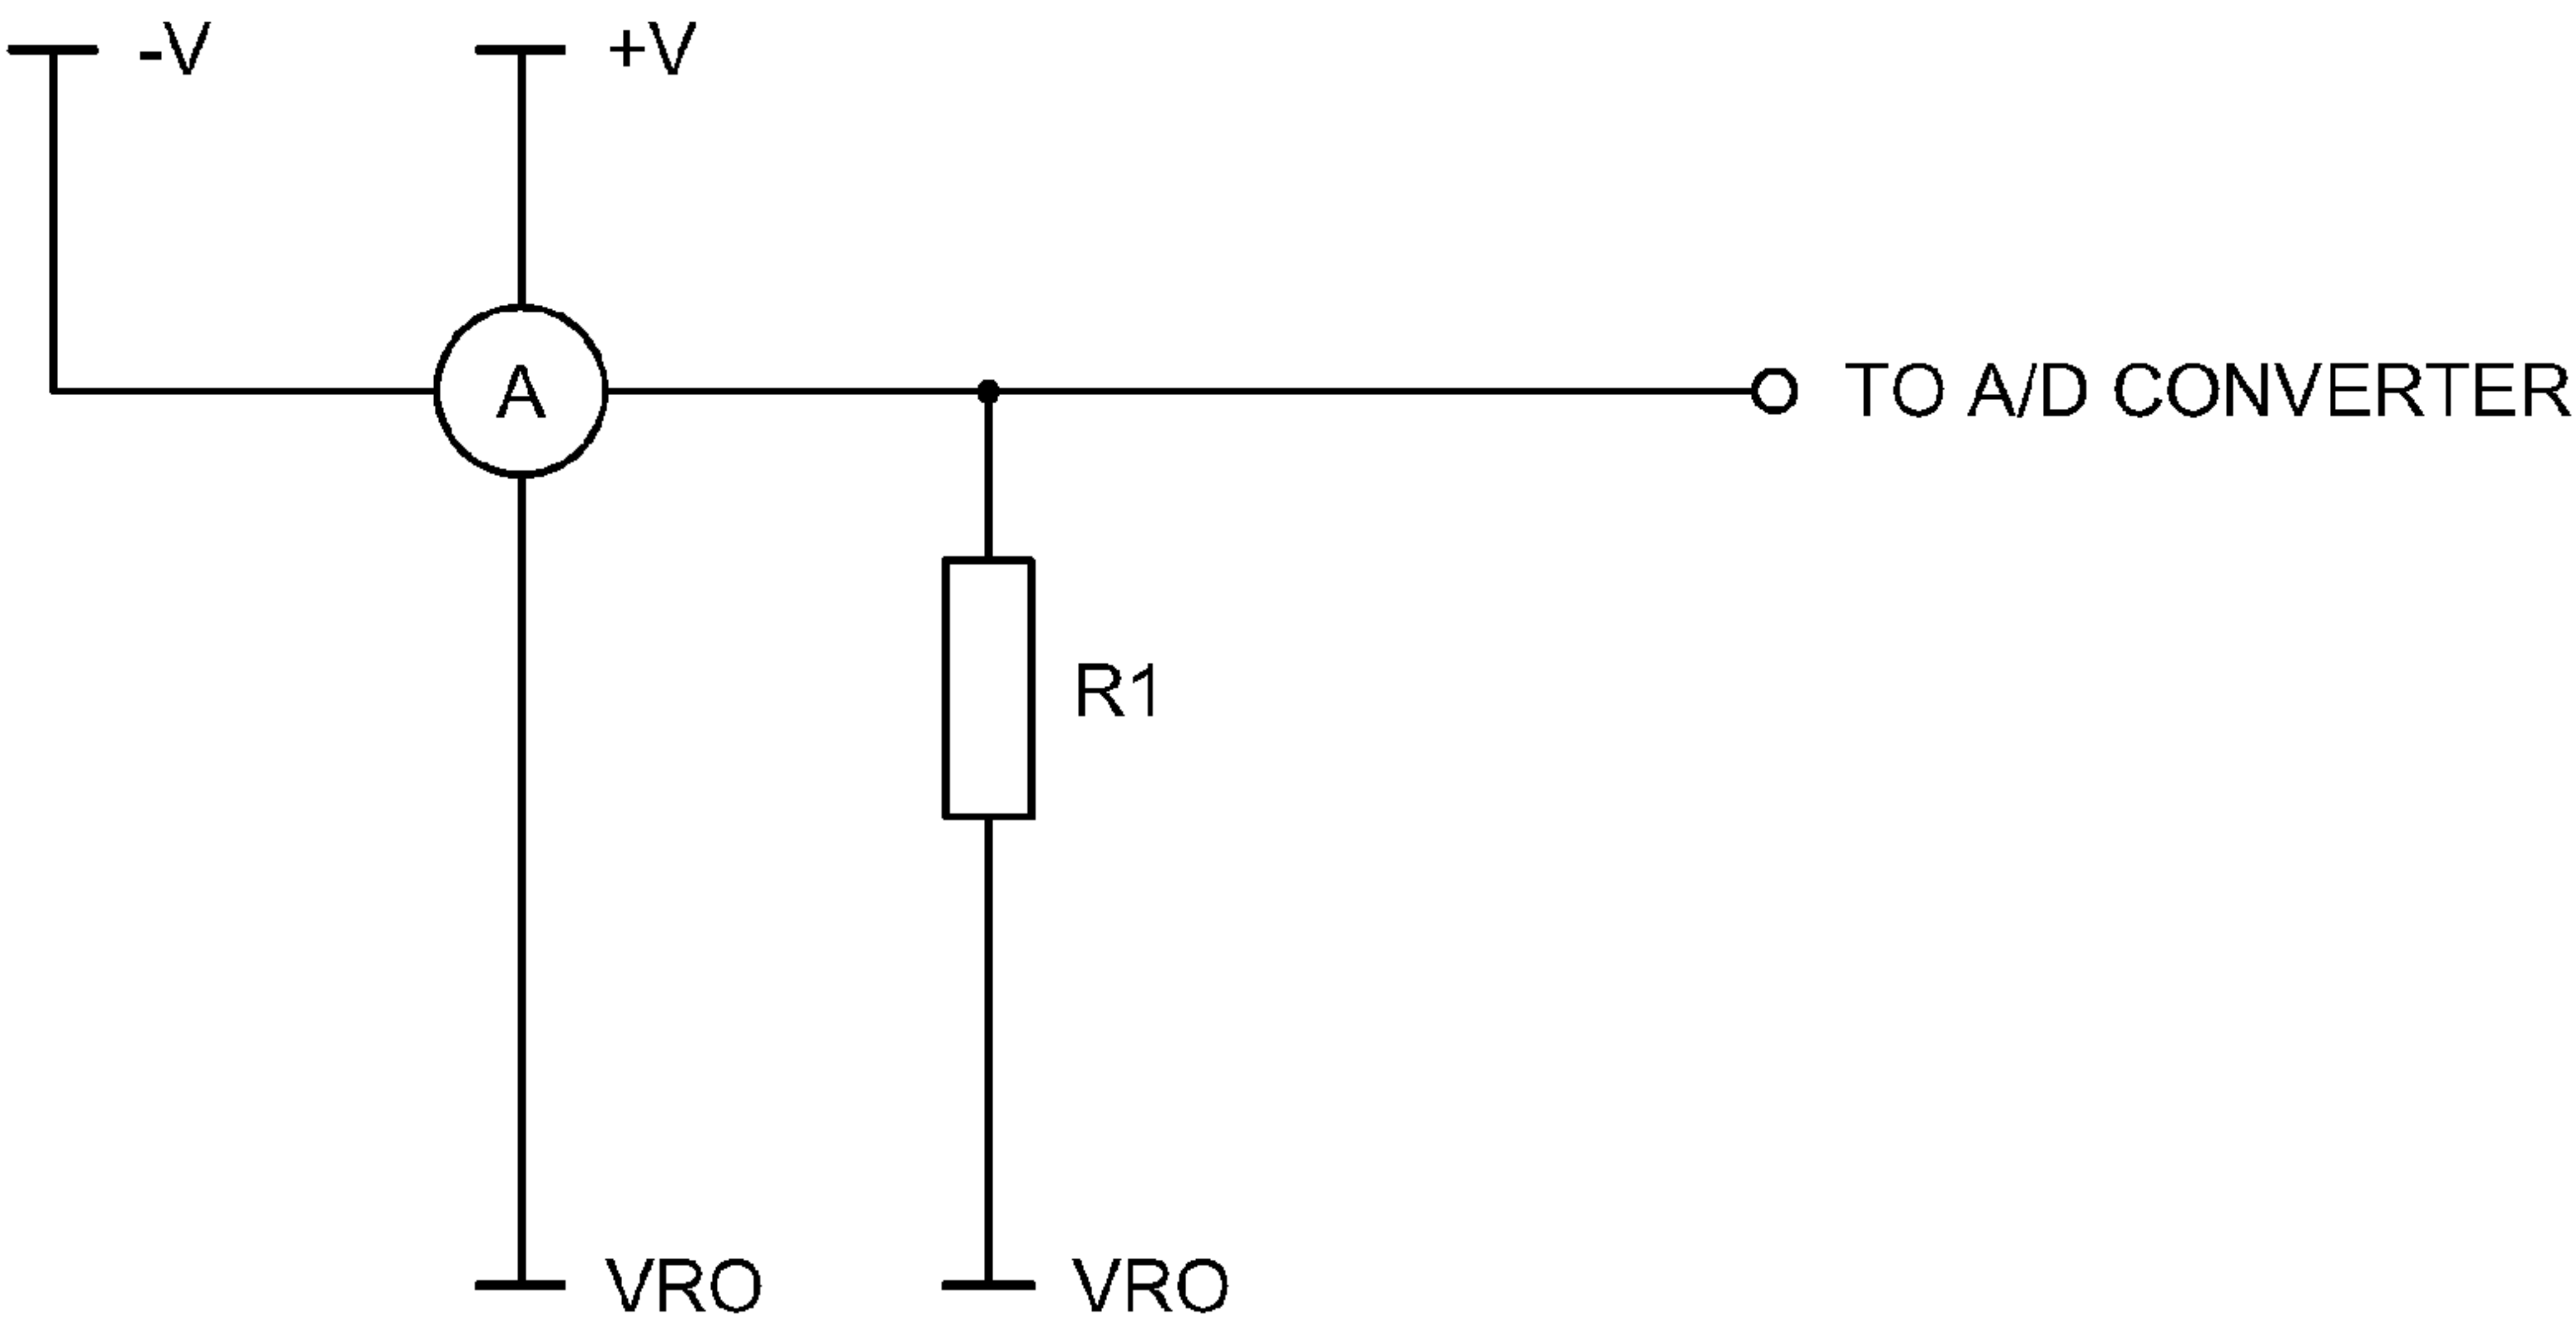 -V
+V
A
TO A/D CONVERTER
R1
VRO
VRO